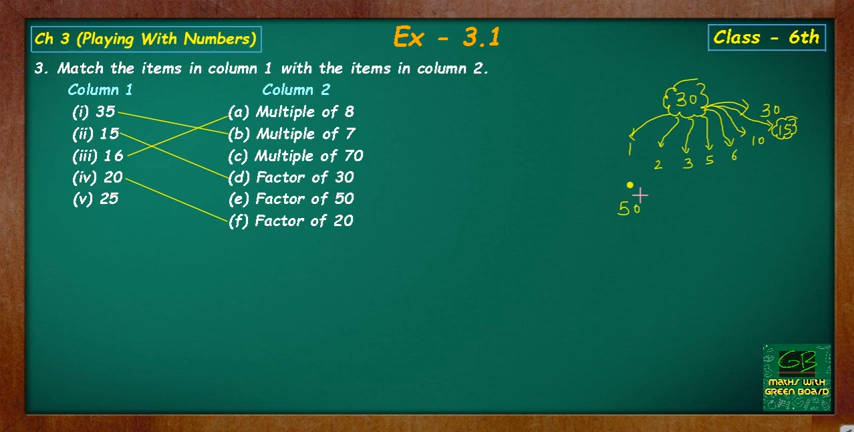 Ch 3 (Playing With Numbers)
Ex - 3.1
Class - 6th
3. Match the items in column 1 with the items in column 2.
Column 1 Column 2
(i) 35 (a) Multiple of 8
(ii) 15 (b) Multiple of 7
(iii) 16 (c) Multiple of 70
(iv) 20 (d) Factor of 30
(v) 25 (e) Factor of 50
(f) Factor of 20
30
1 2 3 5 6 10 15 30
50
GB
MATHS WITH
GREEN BOARD